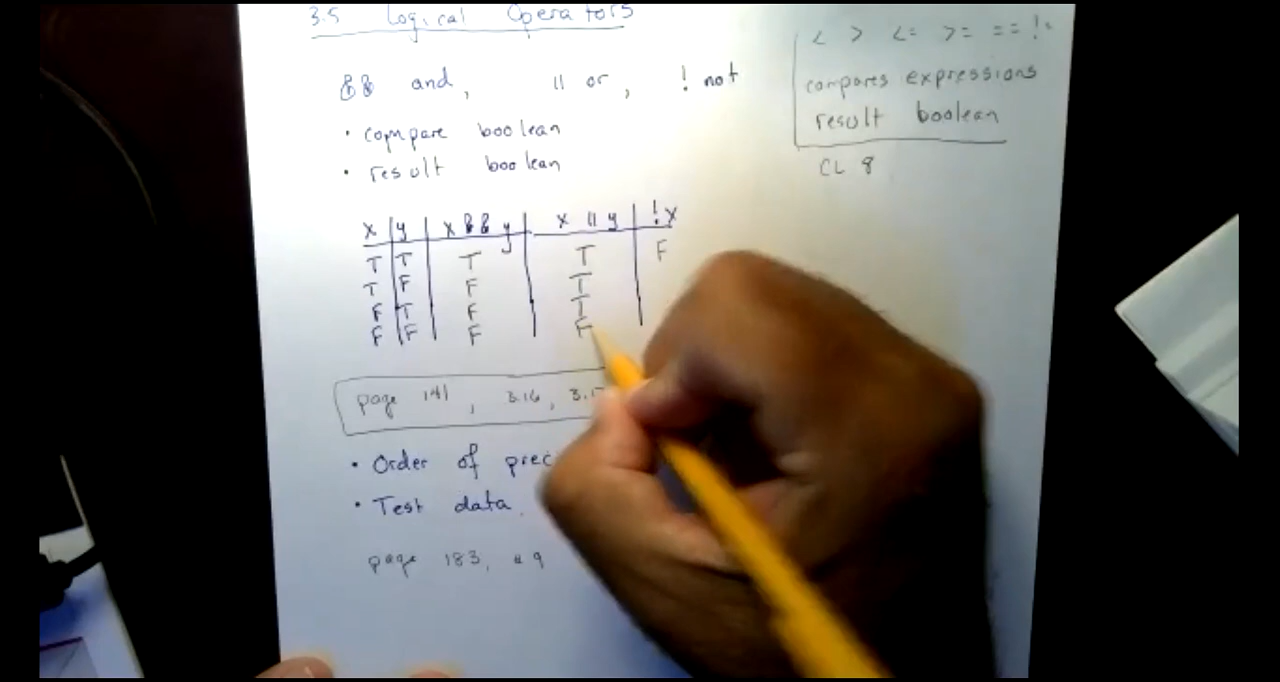 3.5 Logical Operators
&& and, || or, ! not
• compare boolean
• result boolean
< > <= >= == !=
compares expressions
result boolean
CL 8
x y x && y x || y !x
T T T T F
T F F T
F T F T
F F F F
page 141, 3.16,
• Order of prec
• Test data
page 183, #9